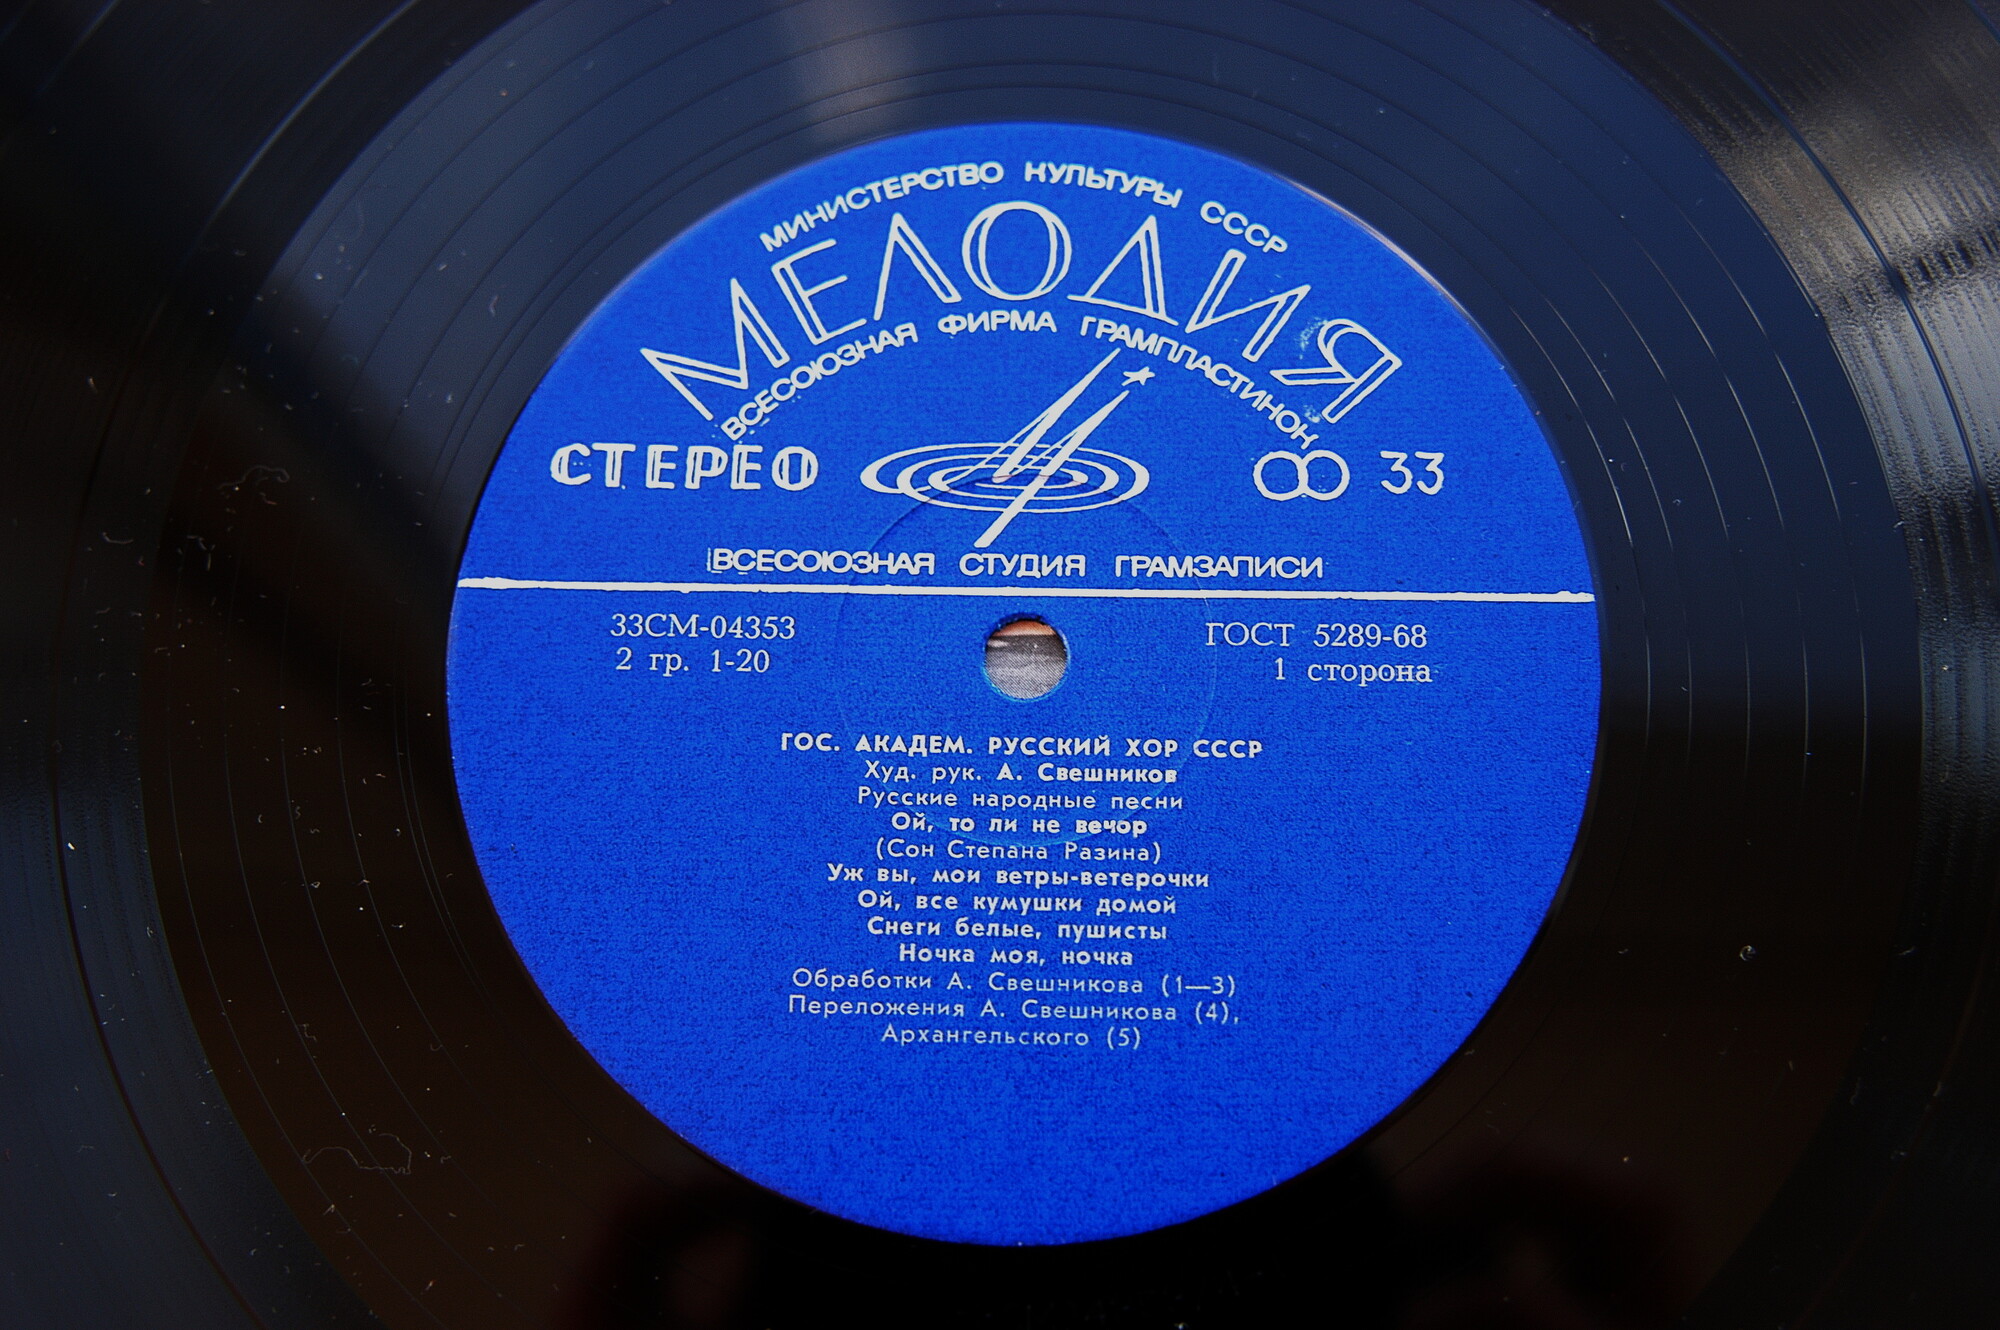 МИНИСТЕРСТВО КУЛЬТУРЫ СССР
МЕЛОДИЯ
ВСЕСОЮЗНАЯ ФИРМА ГРАМПЛАСТИНОК
СТЕРЕО 33
ВСЕСОЮЗНАЯ СТУДИЯ ГРАМЗАПИСИ
33СМ-04353 ГОСТ 5289-68
2 гр. 1-20 1 сторона
ГОС. АКАДЕМ. РУССКИЙ ХОР СССР
Худ. рук. А. Свешников
Русские народные песни
Ой, то ли не вечор
(Сон Степана Разина)
Уж вы, мои ветры-ветерочки
Ой, все кумушки домой
Снеги белые, пушисты
Ночка моя, ночка
Обработки А. Свешникова (1—3)
Переложения А. Свешникова (4),
Архангельского (5)